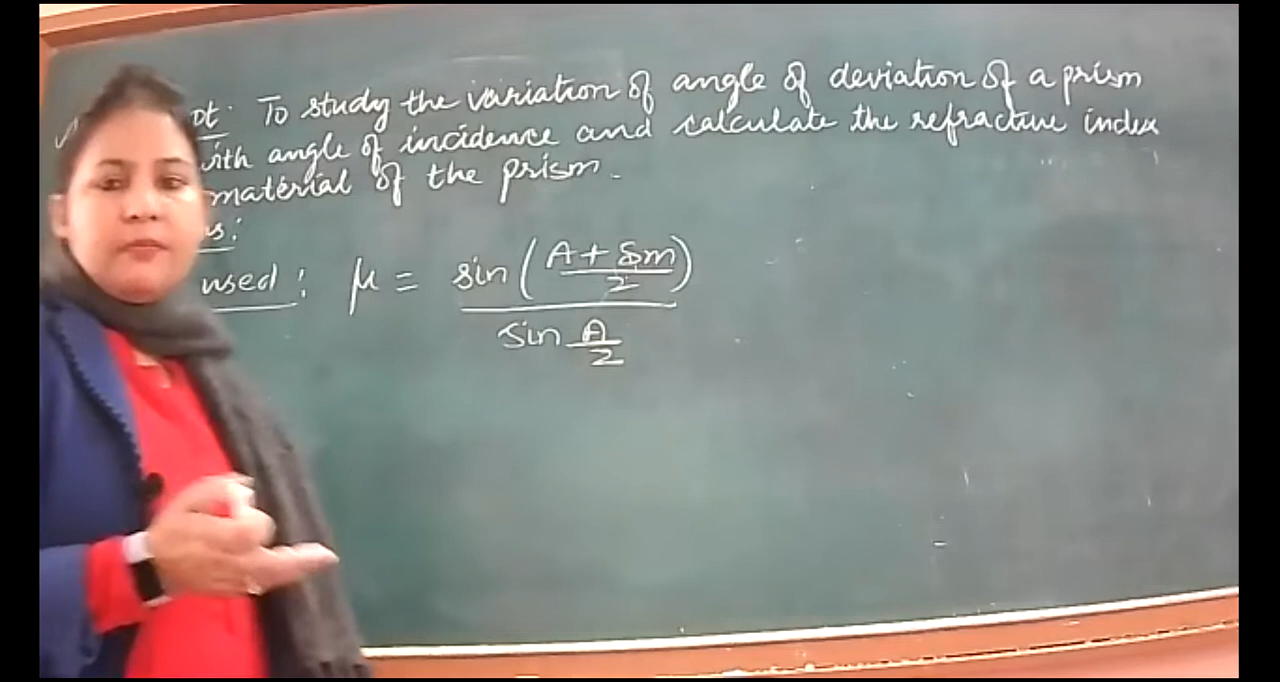 To study the variation of angle of deviation of a prism
with angle of incidence and calculate the refractive index
material of the prism.
used: μ = sin(A + δm/2)
sin A/2